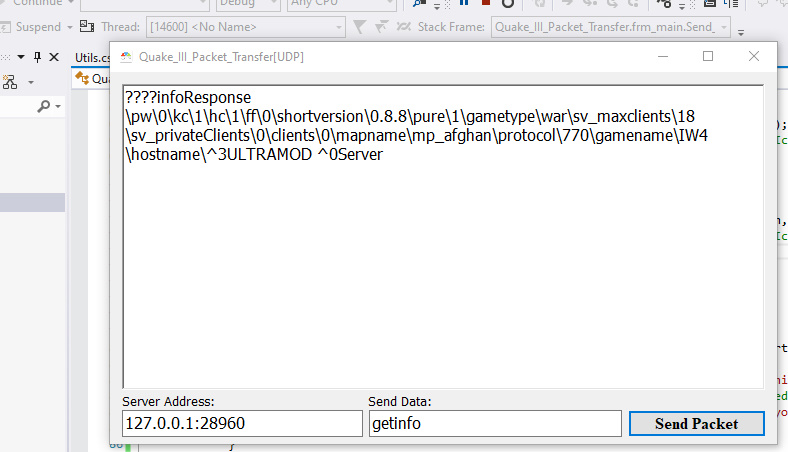 Continue
Any CPU
Suspend
Thread:
[14600] <No Name>
Stack Frame:
Quake_III_Packet_Transfer.frm_main.Send_
Utils.cs
Qua
Quake_III_Packet_Transfer[UDP]
????infoResponse
\pw\0\kc\1\hc\1\ff\0\shortversion\0.8.8\pure\1\gametype\war\sv_maxclients\18
\sv_privateClients\0\clients\0\mapname\mp_afghan\protocol\770\gamename\IW4
\hostname\^3ULTRAMOD ^0Server
Server Address:
Send Data:
127.0.0.1:28960
getinfo
Send Packet
}